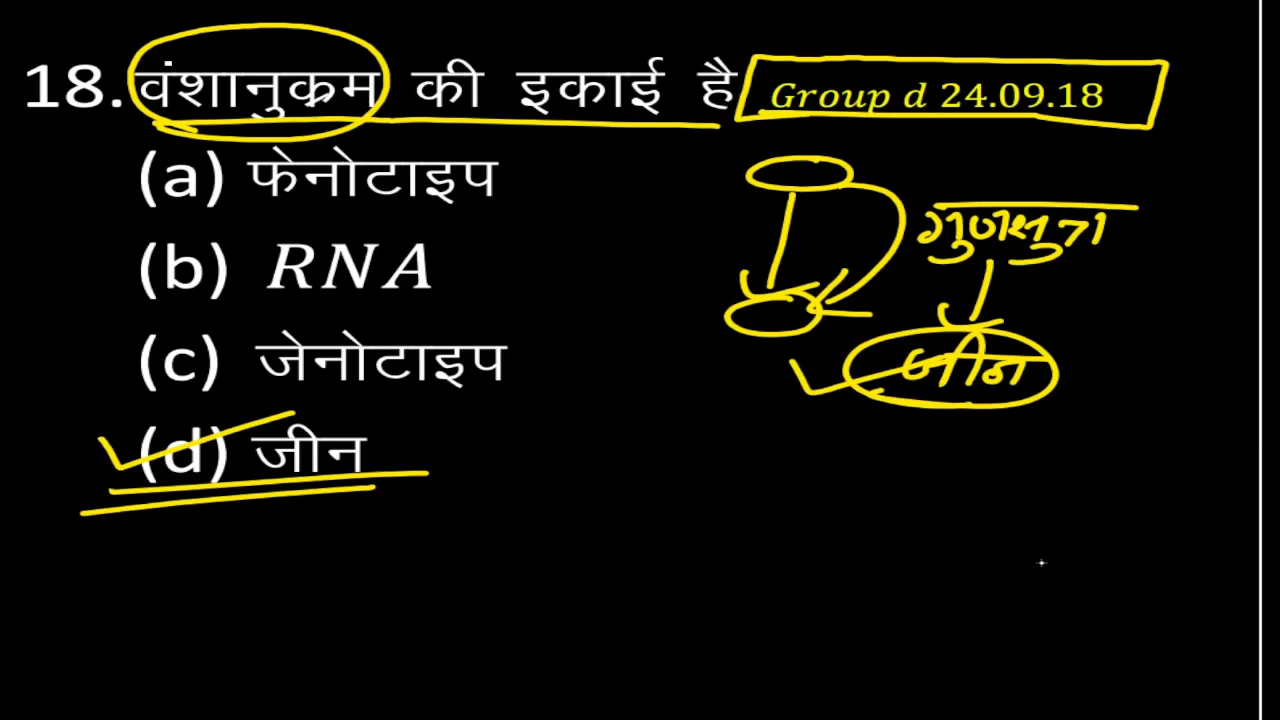 18. वंशानुक्रम की इकाई है Group d 24.09.18
(a) फेनोटाइप
(b) RNA
(c) जेनोटाइप
(d) जीन
गुणसुत्र
जीन